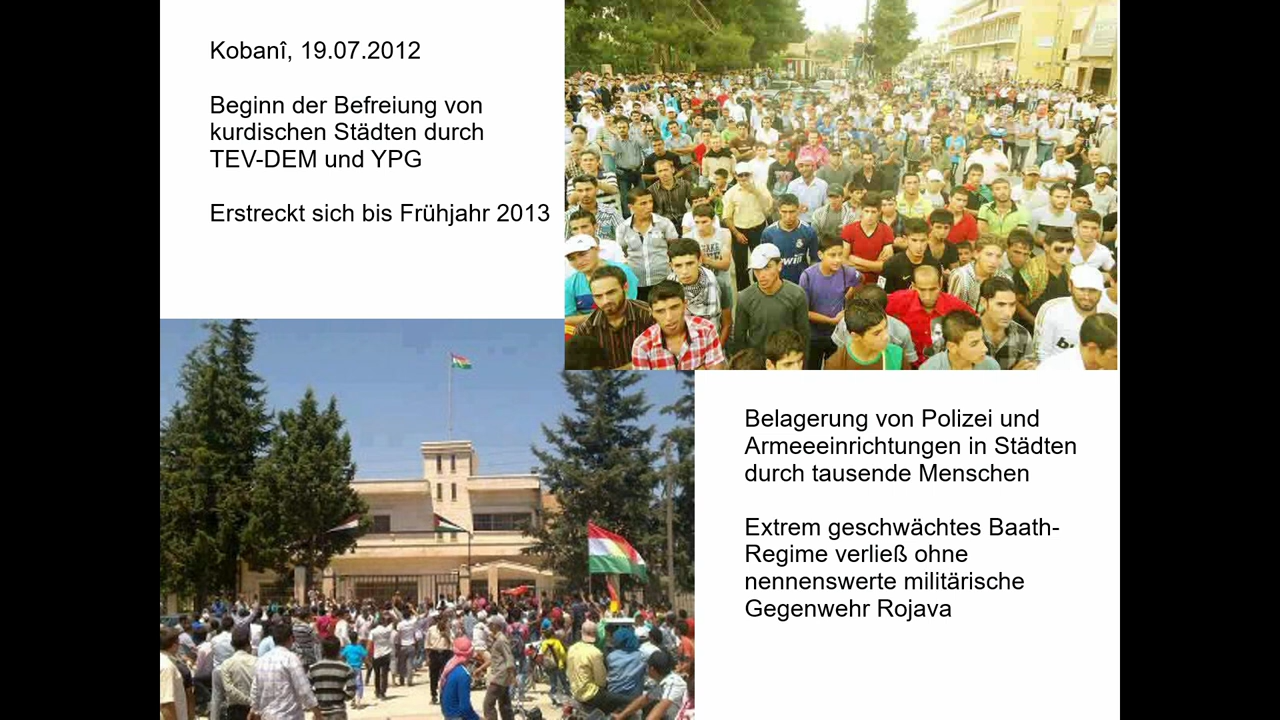 Kobanî, 19.07.2012
Beginn der Befreiung von
kurdischen Städten durch
TEV-DEM und YPG
Erstreckt sich bis Frühjahr 2013
Belagerung von Polizei und
Armeeeinrichtungen in Städten
durch tausende Menschen
Extrem geschwächtes Baath-
Regime verließ ohne
nennenswerte militärische
Gegenwehr Rojava